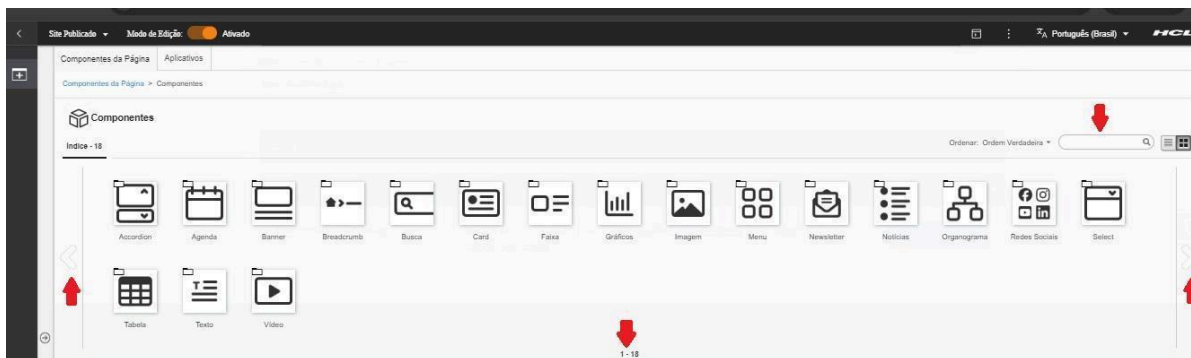 Site Publicado Modo de Edição: Ativado Português (Brasil) HCL
Componentes da Página Aplicativos
Componentes da Página > Componentes
Componentes
Indice - 18 Ordenar: Ordem Verdadeira
Accordion Agenda Banner Breadcrumb Busca Card Faixa Gráficos Imagem Menu Newsletter Notícias Organograma Redes Sociais Select
Tabela Texto Vídeo
1 - 18